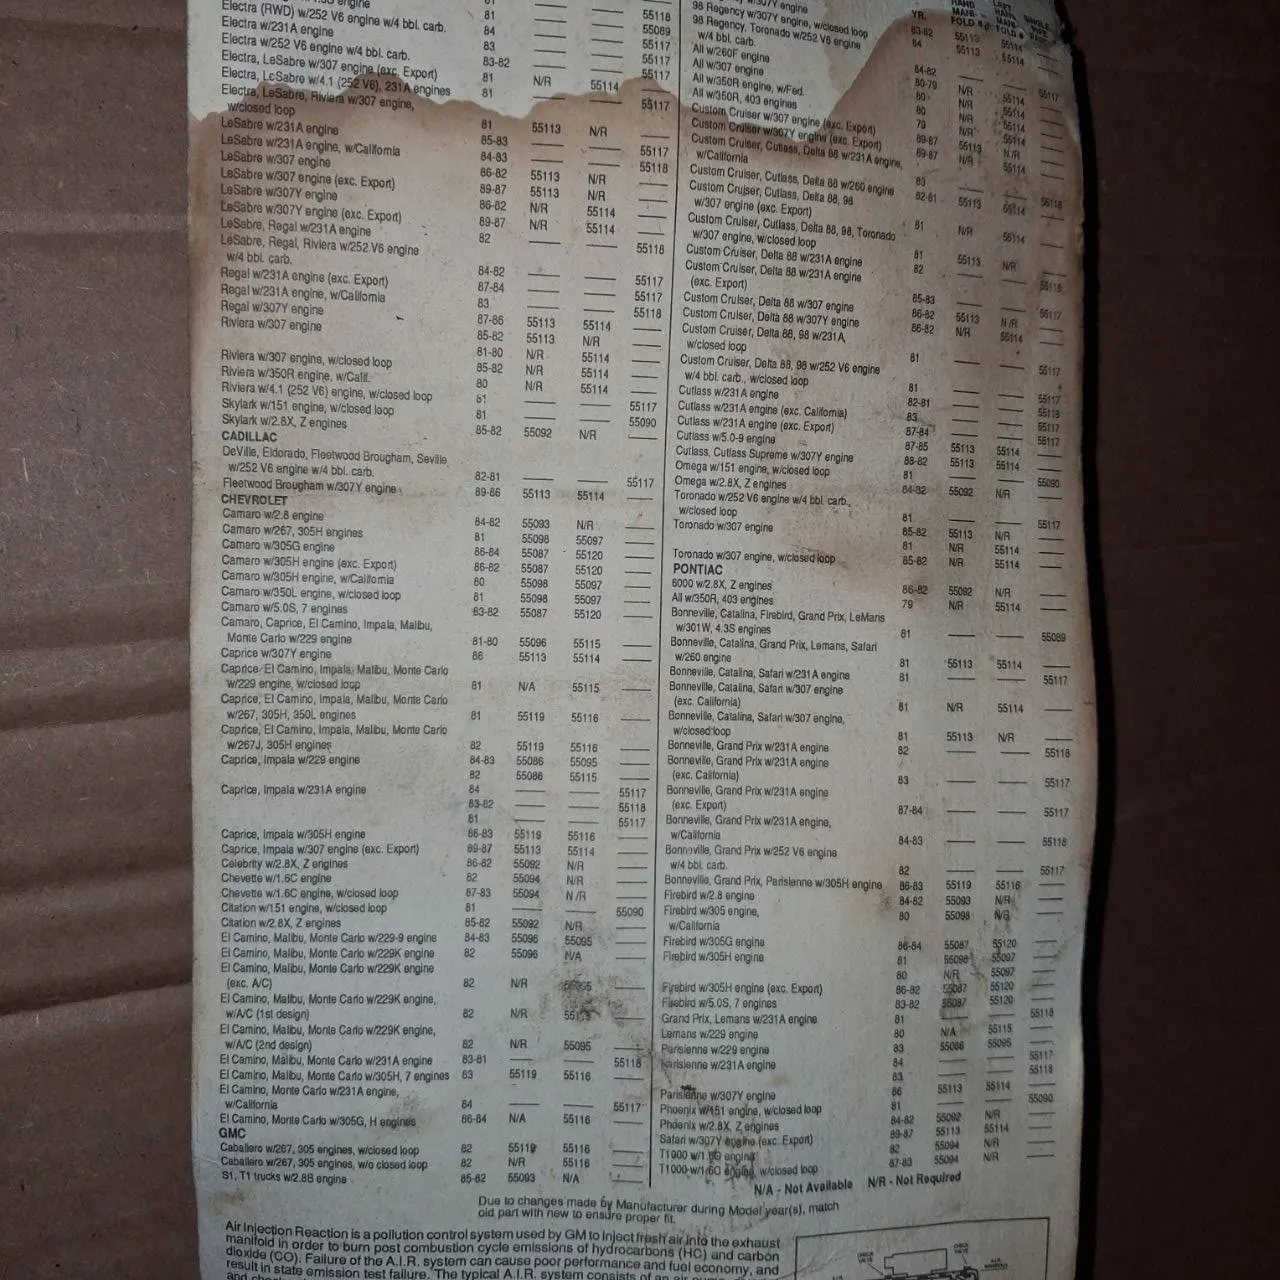 Electra (RWD) w/252 V6 engine w/4 bbl. carb. 81 55118
Electra w/231A engine 84 55089
Electra w/252 V6 engine w/4 bbl. carb. 83 55117
Electra, LeSabre w/307 engine (exc. Export) 83-82 55117
Electra, LeSabre w/4.1 (252 V6), 231A engines 81 N/R 55114
Electra, LeSabre, Riviera w/307 engine, 81 55117
w/closed loop
LeSabre w/231A engine 81 55113 N/R
LeSabre w/231A engine, w/California 85-83 55117
LeSabre w/307 engine 84-83 55118
LeSabre w/307 engine (exc. Export) 86-82 55113 N/R
LeSabre w/307Y engine 89-87 55113 N/R
LeSabre w/307Y engine (exc. Export) 86-82 N/R 55114
LeSabre, Regal w/231A engine 89-87 N/R 55114
LeSabre, Regal, Riviera w/252 V6 engine 82 55118
w/4 bbl. carb.
Regal w/231A engine (exc. Export) 84-82 55117
Regal w/231A engine, w/California 87-84 55117
Regal w/307Y engine 83 55118
Riviera w/307 engine 87-86 55113 55114
85-82 55113 N/R
Riviera w/307 engine, w/closed loop 81-80 N/R 55114
Riviera w/350R engine, w/Calif. 85-82 N/R 55114
Riviera w/4.1 (252 V6) engine, w/closed loop 80 N/R 55114
Skylark w/151 engine, w/closed loop 81 55117
Skylark w/2.8X, Z engines 81 55090
CADILLAC 85-82 55092 N/R
DeVille, Eldorado, Fleetwood Brougham, Seville
w/252 V6 engine w/4 bbl. carb. 82-81 55117
Fleetwood Brougham w/307Y engine 89-86 55113 55114
CHEVROLET
Camaro w/2.8 engine 84-82 55093 N/R
Camaro w/267, 305H engines 81 55098 55097
Camaro w/305G engine 86-84 55087 55120
Camaro w/305H engine (exc. Export) 86-82 55087 55120
Camaro w/305H engine, w/California 80 55098 55097
Camaro w/350L engine, w/closed loop 81 55098 55097
Camaro w/5.0S, 7 engines 83-82 55087 55120
Camaro, Caprice, El Camino, Impala, Malibu,
Monte Carlo w/229 engine 81-80 55096 55115
Caprice w/307Y engine 86 55113 55114
Caprice, El Camino, Impala, Malibu, Monte Carlo
w/229 engine, w/closed loop 81 N/A 55115
Caprice, El Camino, Impala, Malibu, Monte Carlo
w/267, 305H, 350L engines 81 55119 55116
Caprice, El Camino, Impala, Malibu, Monte Carlo
w/267J, 305H engines 82 55119 55116
Caprice, Impala w/229 engine 84-83 55086 55095
82 55086 55115
Caprice, Impala w/231A engine 84 55117
83-82 55118
81 55117
Caprice, Impala w/305H engine 86-83 55119 55116
Caprice, Impala w/307 engine (exc. Export) 89-87 55113 55114
Celebrity w/2.8X, Z engines 86-82 55092 N/R
Chevette w/1.6C engine 82 55094 N/R
Chevette w/1.6C engine, w/closed loop 87-83 55094 N/R
Citation w/151 engine, w/closed loop 81 55090
Citation w/2.8X, Z engines 85-82 55092 N/R
El Camino, Malibu, Monte Carlo w/229-9 engine 84-83 55096 55095
El Camino, Malibu, Monte Carlo w/229K engine 82 55096 N/A
El Camino, Malibu, Monte Carlo w/229K engine
(exc. A/C) 82 N/R
El Camino, Malibu, Monte Carlo w/229K engine,
w/A/C (1st design) 82 N/R
El Camino, Malibu, Monte Carlo w/229K engine,
w/A/C (2nd design) 82 N/R 55095
El Camino, Malibu, Monte Carlo w/231A engine 83-81 55118
El Camino, Malibu, Monte Carlo w/305H, 7 engines 83 55119 55116
El Camino, Monte Carlo w/231A engine,
w/California 84 55117
El Camino, Monte Carlo w/305G, H engines 86-84 N/A 55116
GMC
Caballero w/267, 305 engines, w/closed loop 82 55119 55116
Caballero w/267, 305 engines, w/o closed loop 82 N/R 55116
S1, T1 trucks w/2.8B engine 85-82 55093 N/A
YR. HAND MANI-FOLD
98 Regency w/307Y engine, w/closed loop 83-82 55113
98 Regency, Toronado w/252 V6 engine 84 55113 55114
w/4 bbl. carb.
All w/260F engine 84-82 55117
All w/307 engine 80-79 N/R 55114
All w/350R engine, w/Fed. 80 N/R 55114
All w/350R, 403 engines 80 N/R 55114
Custom Cruiser w/307 engine (exc. Export) 79
Custom Cruiser w/307Y engine (exc. Export) 89-87 55113 N/R
Custom Cruiser, Cutlass, Delta 88 w/231A engine, 89-87 N/R 55114
w/California
Custom Cruiser, Cutlass, Delta 88 w/260 engine 83 55118
Custom Cruiser, Cutlass, Delta 88, 98 82-81 55113 55114
w/307 engine (exc. Export)
Custom Cruiser, Cutlass, Delta 88, 98, Toronado 81 N/R 55114
w/307 engine, w/closed loop
Custom Cruiser, Delta 88 w/231A engine 81 55113 N/R
Custom Cruiser, Delta 88 w/231A engine 82 55118
(exc. Export)
Custom Cruiser, Delta 88 w/307 engine 85-83 55117
Custom Cruiser, Delta 88 w/307Y engine 86-82 55113 N/R
Custom Cruiser, Delta 88, 98 w/231A, 86-82 N/R 55114
w/closed loop
Custom Cruiser, Delta 88, 98 w/252 V6 engine 81 55117
w/4 bbl. carb., w/closed loop
Cutlass w/231A engine 81 55117
Cutlass w/231A engine (exc. California) 82-81 55118
Cutlass w/231A engine (exc. Export) 83 55117
Cutlass w/5.0-9 engine 87-84 55117
Cutlass, Cutlass Supreme w/307Y engine 87-85 55113 55114
Omega w/151 engine, w/closed loop 88-82 55113 55114
Omega w/2.8X, Z engines 81 55090
Toronado w/252 V6 engine w/4 bbl. carb., 84-82 55092 N/R
w/closed loop 81 55117
Toronado w/307 engine 85-82 55113 N/R
81 N/R 55114
Toronado w/307 engine, w/closed loop 85-82 N/R 55114
PONTIAC
6000 w/2.8X, Z engines 86-82 55092 N/R
All w/350R, 403 engines 79 N/R 55114
Bonneville, Catalina, Firebird, Grand Prix, LeMans
w/301W, 4.3S engines 81 55089
Bonneville, Catalina, Grand Prix, Lemans, Safari
w/260 engine 81 55113 55114
Bonneville, Catalina, Safari w/231A engine 81 55117
Bonneville, Catalina, Safari w/307 engine
(exc. California) 81 N/R 55114
Bonneville, Catalina, Safari w/307 engine,
w/closed loop 81 55113 N/R
Bonneville, Grand Prix w/231A engine 82 55118
Bonneville, Grand Prix w/231A engine
(exc. California) 83 55117
Bonneville, Grand Prix w/231A engine
(exc. Export) 87-84 55117
Bonneville, Grand Prix w/231A engine,
w/California 84-83 55118
Bonneville, Grand Prix w/252 V6 engine
w/4 bbl. carb. 82 55117
Bonneville, Grand Prix, Parisienne w/305H engine 86-83 55119 55116
Firebird w/2.8 engine 84-82 55093 N/R
Firebird w/305 engine, 80 55098 N/S
w/California
Firebird w/305G engine 86-84 55087 55120
Firebird w/305H engine 81 55098 55097
80 N/R 55097
Firebird w/305H engine (exc. Export) 86-82 55087 55120
Firebird w/5.0S, 7 engines 83-82 55087 55120
Grand Prix, Lemans w/231A engine 81 55118
Lemans w/229 engine 80 N/A 55115
Parisienne w/229 engine 83 55086 55095
Parisienne w/231A engine 84 55117
83 55118
Parisienne w/307Y engine 86 55113 55114
Phoenix w/151 engine, w/closed loop 81 55090
Phoenix w/2.8X, Z engines 84-82 55092 N/R
Safari w/307Y engine (exc. Export) 89-87 55113 55114
T1000 w/1.6C engine 82 55094 N/R
T1000 w/1.6C engine, w/closed loop 87-83 55094 N/R
N/A - Not Available N/R - Not Required
Due to changes made by Manufacturer during Model year(s), match
old part with new to ensure proper fit.
Air Injection Reaction is a pollution control system used by GM to inject fresh air into the exhaust
manifold in order to burn post combustion cycle emissions of hydrocarbons (HC) and carbon
dioxide (CO). Failure of the A.I.R. system can cause poor performance and fuel economy, and
result in state emission test failure. The typical A.I.R. system consists of an air pump,
CHECK VALVE
CHECK VALVE